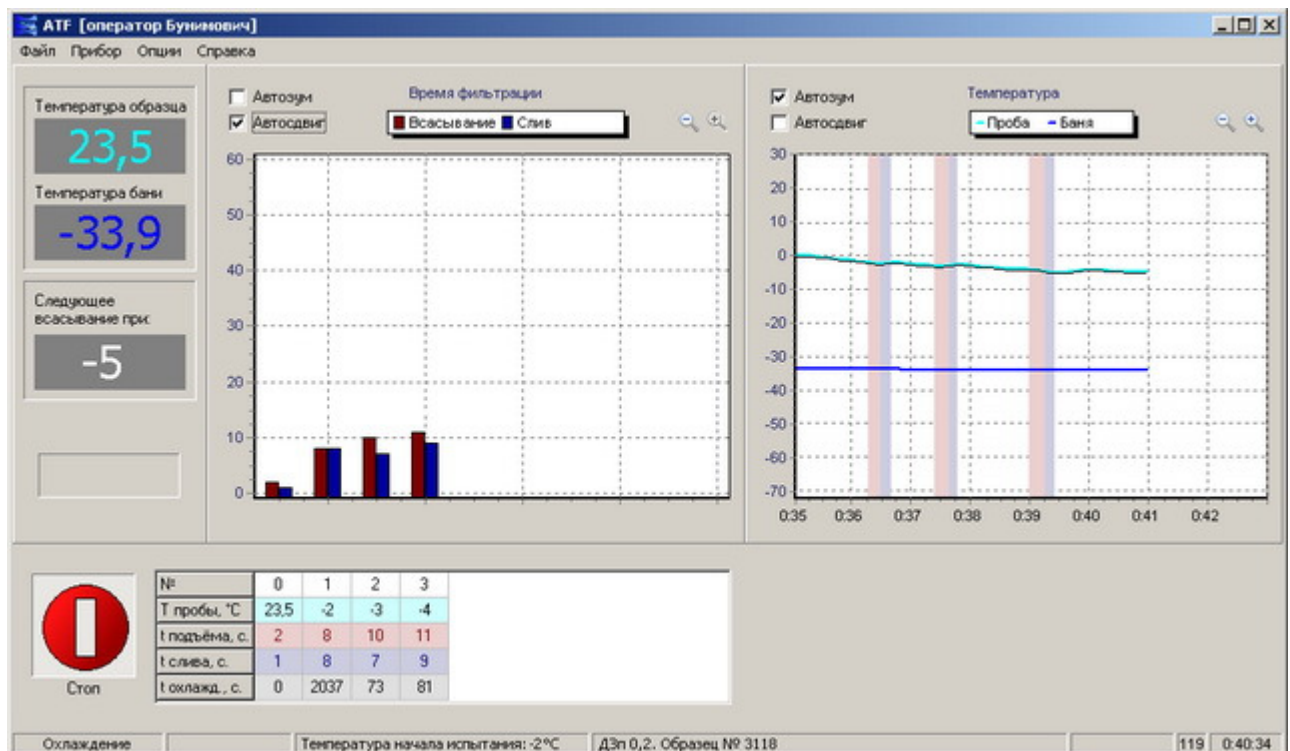 ATF [оператор Бунимович]
Файл Прибор Опции Справка
Температура образца
23,5
Температура бани
-33,9
Следующее
всасывание при:
-5
Автозум
Автосдвиг
Время фильтрации
Всасывание Слив
60
50
40
30
20
10
0
Автозум
Автосдвиг
Температура
Проба Баня
30
20
10
0
-10
-20
-30
-40
-50
-60
-70
0:35 0:36 0:37 0:38 0:39 0:40 0:41 0:42
Стоп
№ 0 1 2 3
Т пробы, °С 23,5 -2 -3 -4
t подъёма, с. 2 8 10 11
t слива, с. 1 8 7 9
t охлажд., с. 0 2037 73 81
Охлаждение Температура начала испытания: -2°С ДЗп 0,2. Образец № 3118 119 0:40:34